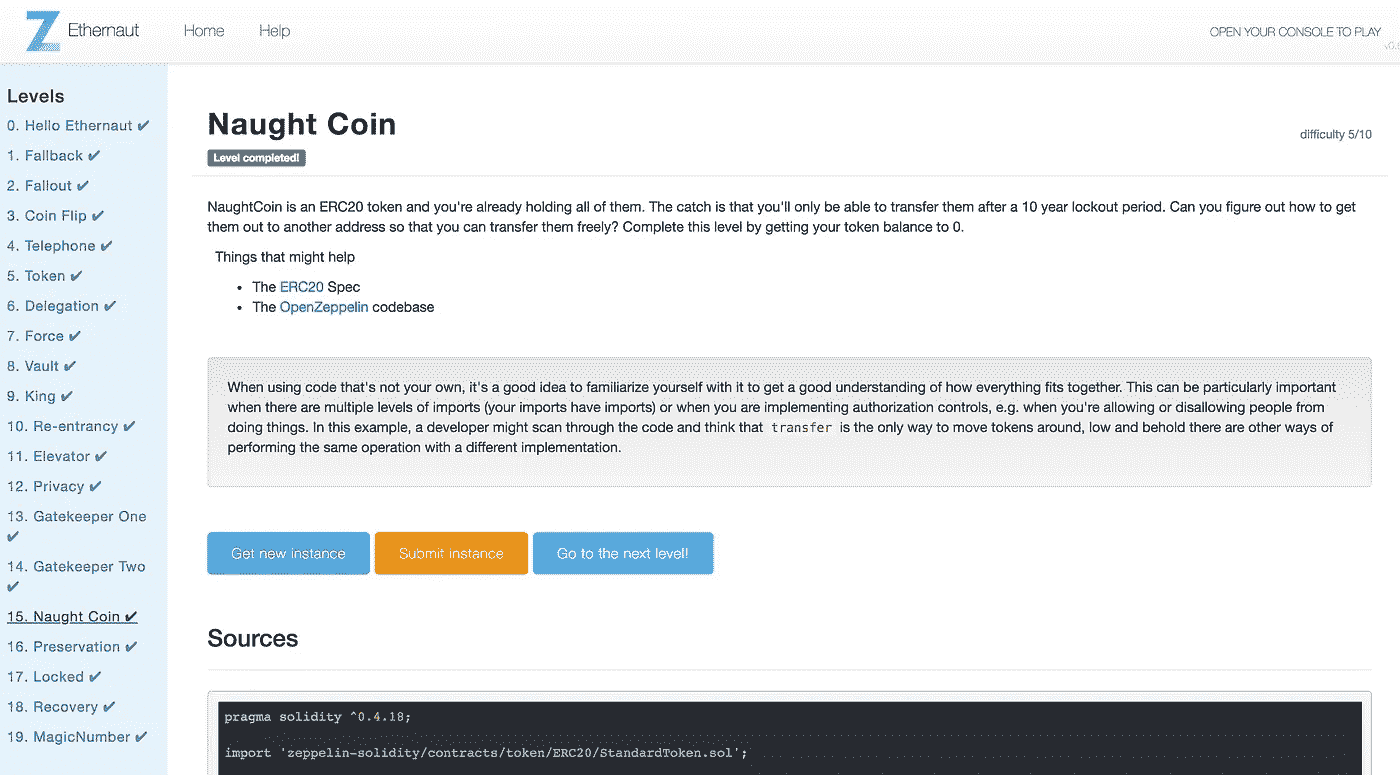 Ethernaut
Home
Help
OPEN YOUR CONSOLE TO PLAY
Levels
0. Hello Ethernaut ✔
1. Fallback ✔
2. Fallout ✔
3. Coin Flip ✔
4. Telephone ✔
5. Token ✔
6. Delegation ✔
7. Force ✔
8. Vault ✔
9. King ✔
10. Re-entrancy ✔
11. Elevator ✔
12. Privacy ✔
13. Gatekeeper One
✔
14. Gatekeeper Two
✔
15. Naught Coin ✔
16. Preservation ✔
17. Locked ✔
18. Recovery ✔
19. MagicNumber ✔
Naught Coin
difficulty 5/10
Level completed!
NaughtCoin is an ERC20 token and you're already holding all of them. The catch is that you'll only be able to transfer them after a 10 year lockout period. Can you figure out how to get
them out to another address so that you can transfer them freely? Complete this level by getting your token balance to 0.
Things that might help
• The ERC20 Spec
• The OpenZeppelin codebase
When using code that's not your own, it's a good idea to familiarize yourself with it to get a good understanding of how everything fits together. This can be particularly important
when there are multiple levels of imports (your imports have imports) or when you are implementing authorization controls, e.g. when you're allowing or disallowing people from
doing things. In this example, a developer might scan through the code and think that transfer is the only way to move tokens around, low and behold there are other ways of
performing the same operation with a different implementation.
Get new instance
Submit instance
Go to the next level!
Sources
pragma solidity ^0.4.18;
import 'zeppelin-solidity/contracts/token/ERC20/StandardToken.sol';